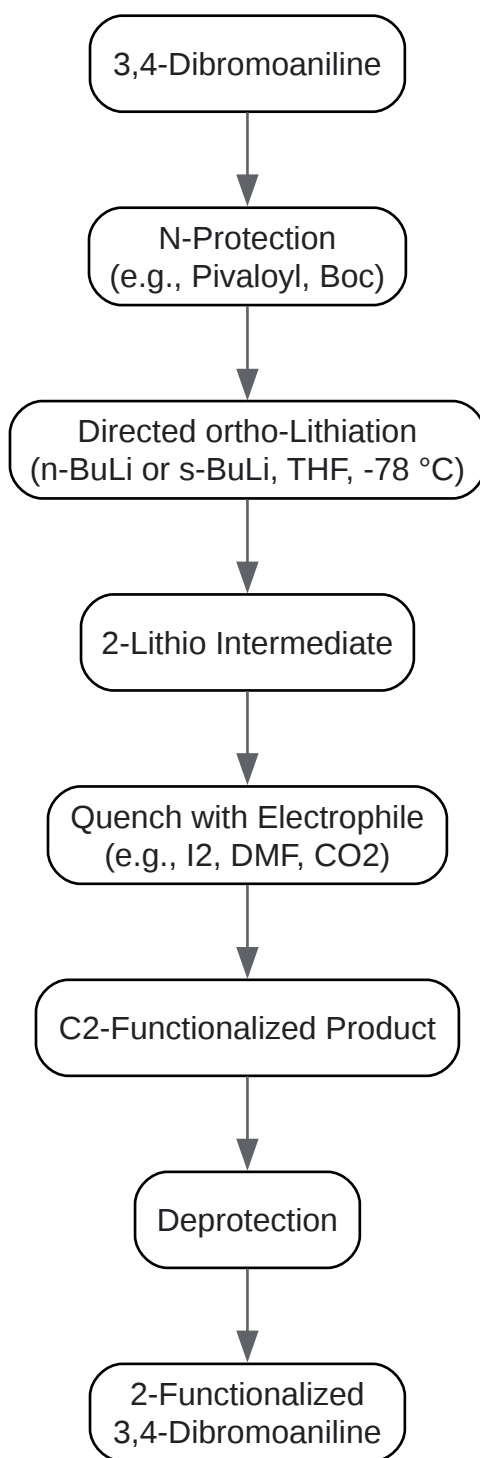 3,4-Dibromoaniline
N-Protection
(e.g., Pivaloyl, Boc)
Directed ortho-Lithiation
(n-BuLi or s-BuLi, THF, -78 °C)
2-Lithio Intermediate
Quench with Electrophile
(e.g., I2, DMF, CO2)
C2-Functionalized Product
Deprotection
2-Functionalized
3,4-Dibromoaniline